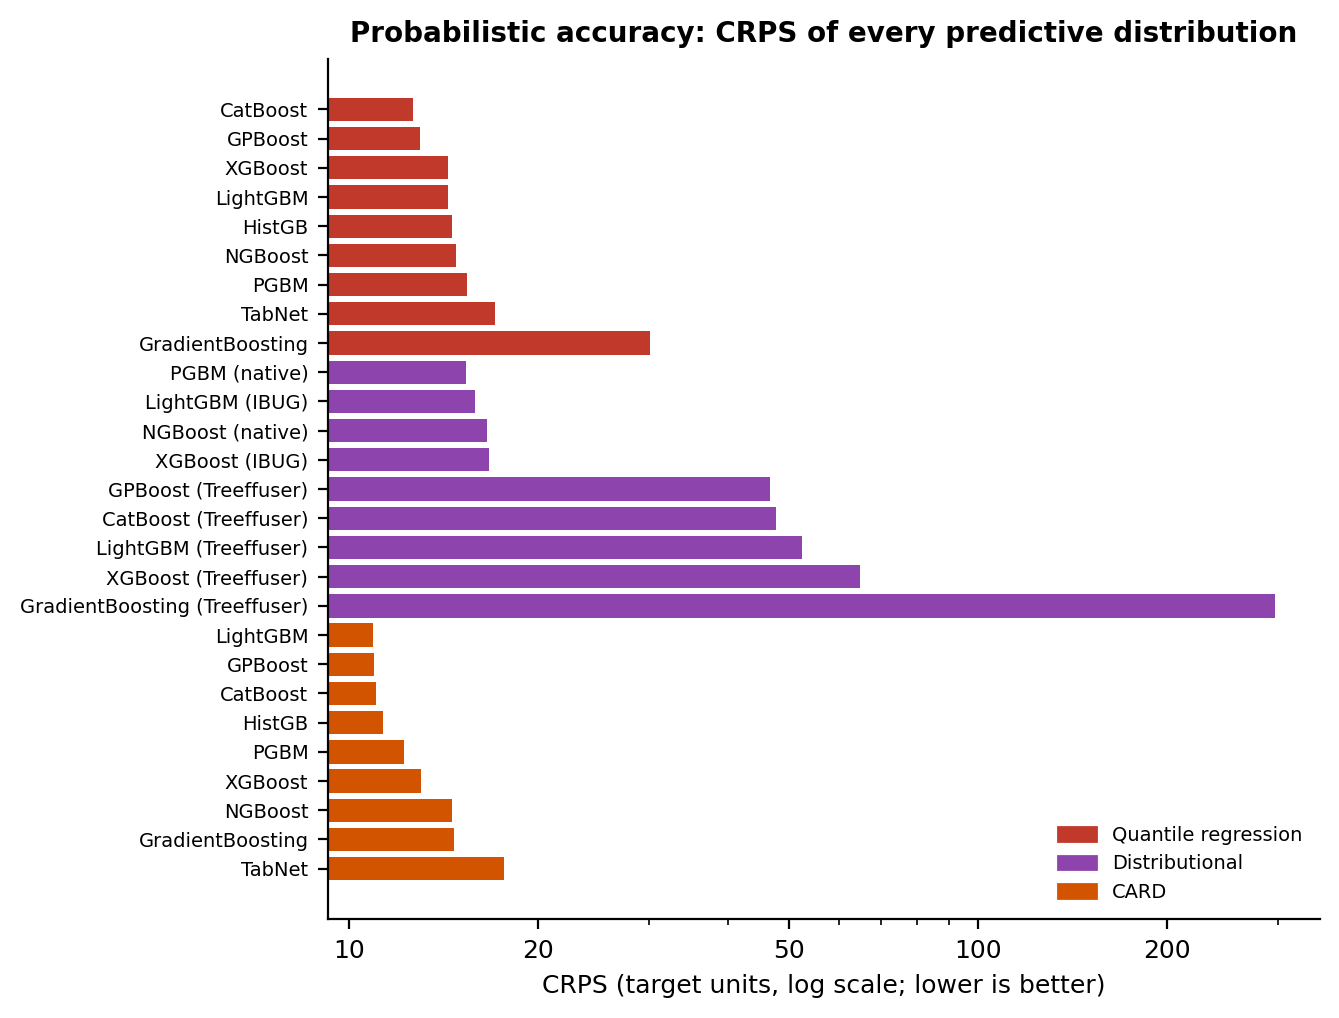 Probabilistic accuracy: CRPS of every predictive distribution
CatBoost
GPBoost
XGBoost
LightGBM
HistGB
NGBoost
PGBM
TabNet
GradientBoosting
PGBM (native)
LightGBM (IBUG)
NGBoost (native)
XGBoost (IBUG)
GPBoost (Treeffuser)
CatBoost (Treeffuser)
LightGBM (Treeffuser)
XGBoost (Treeffuser)
GradientBoosting (Treeffuser)
LightGBM
GPBoost
CatBoost
HistGB
PGBM
XGBoost
NGBoost
GradientBoosting
TabNet
Quantile regression
Distributional
CARD
10 20 50 100 200
CRPS (target units, log scale; lower is better)